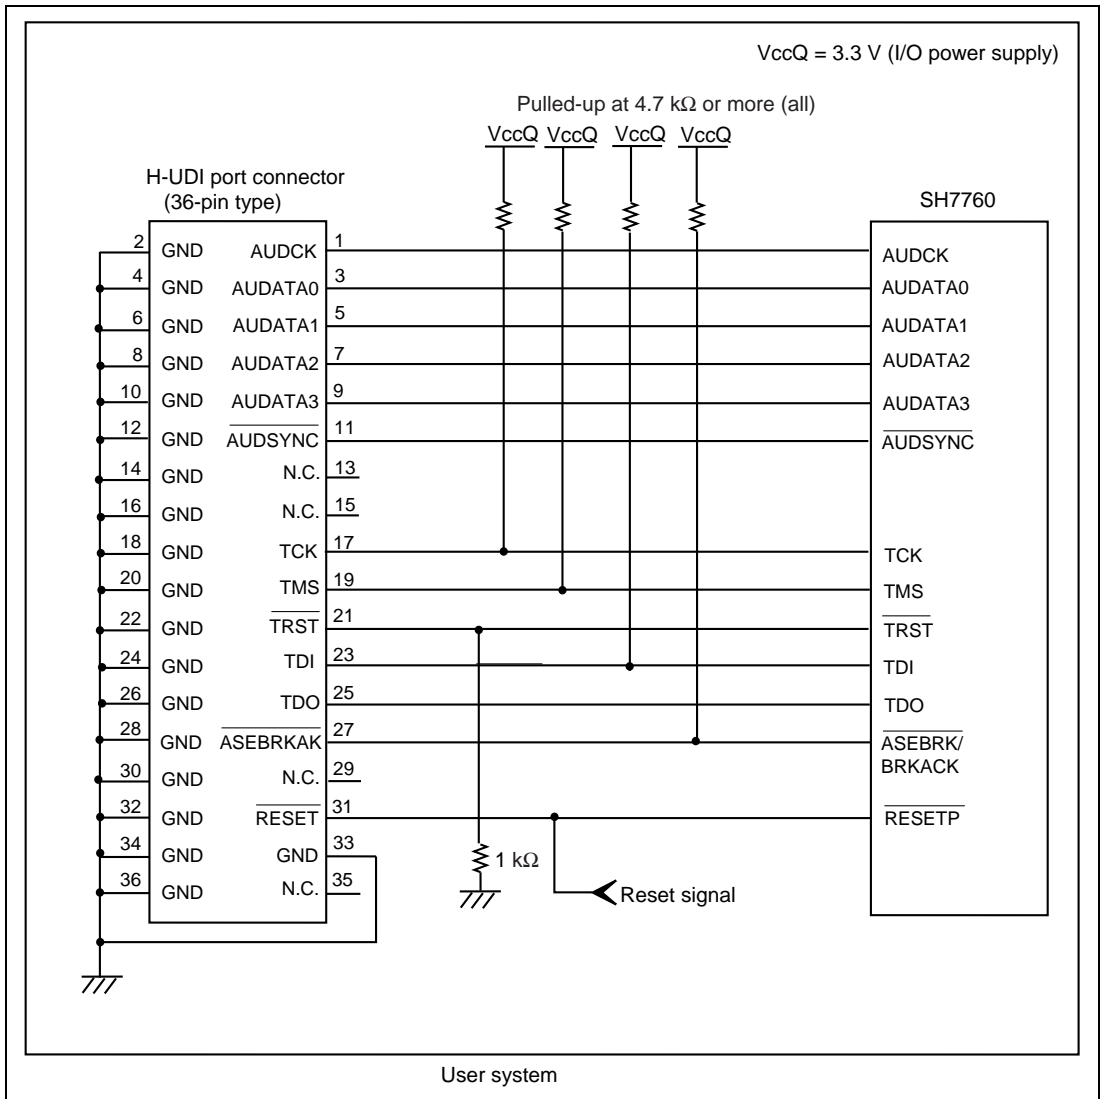 VccQ = 3.3 V (I/O power supply)
Pulled-up at 4.7 kΩ or more (all)
VccQ VccQ VccQ VccQ
H-UDI port connector
(36-pin type)
SH7760
2 GND AUDCK 1 AUDCK
4 GND AUDATA0 3 AUDATA0
6 GND AUDATA1 5 AUDATA1
8 GND AUDATA2 7 AUDATA2
10 GND AUDATA3 9 AUDATA3
12 GND AUDSYNC 11 AUDSYNC
14 GND N.C. 13
16 GND N.C. 15
18 GND TCK 17 TCK
20 GND TMS 19 TMS
22 GND TRST 21 TRST
24 GND TDI 23 TDI
26 GND TDO 25 TDO
28 GND ASEBRKAK 27 ASEBRK/
BRKACK
30 GND N.C. 29
32 GND RESET 31 RESETP
34 GND GND 33
1 kΩ
36 GND N.C. 35
Reset signal
User system